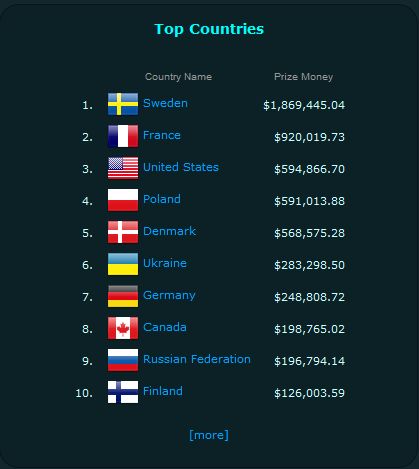 Top Countries
Country Name Prize Money
1. Sweden $1,869,445.04
2. France $920,019.73
3. United States $594,866.70
4. Poland $591,013.88
5. Denmark $568,575.28
6. Ukraine $283,298.50
7. Germany $248,808.72
8. Canada $198,765.02
9. Russian Federation $196,794.14
10. Finland $126,003.59
[more]